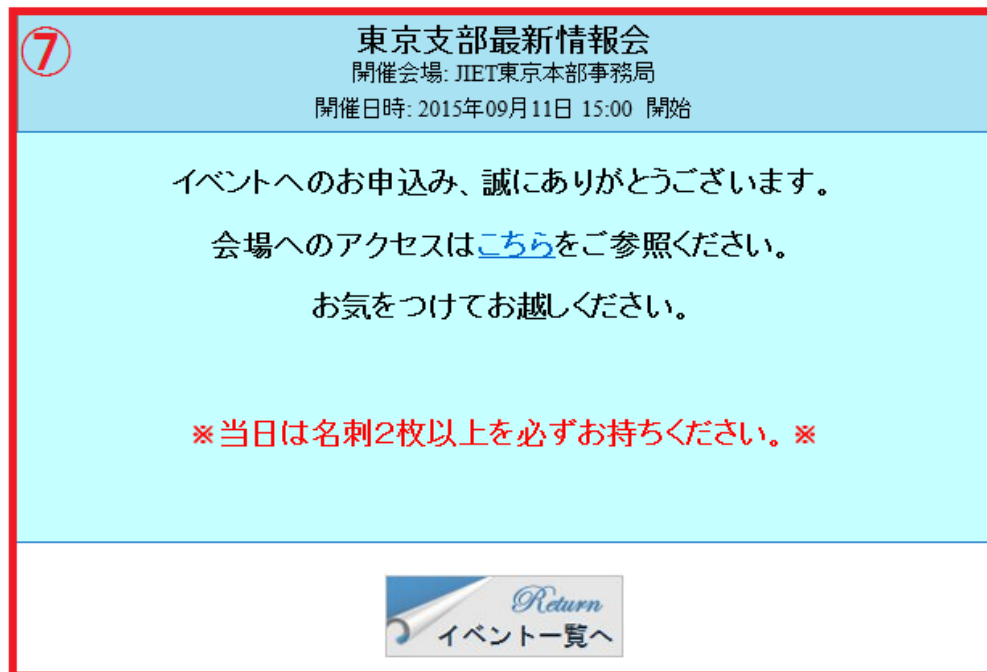 ⑦
東京支部最新情報会
開催会場: JIET東京本部事務局
開催日時: 2015年09月11日 15:00 開始
イベントへのお申込み、誠にありがとうございます。
会場へのアクセスはこちらをご参照ください。
お気をつけてお越しください。
※当日は名刺2枚以上を必ずお持ちください。※
Return
イベント一覧へ